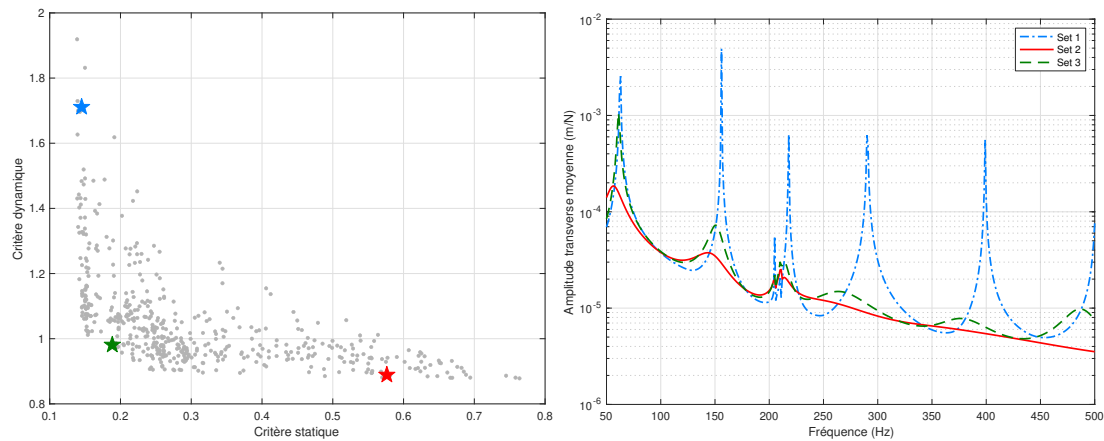 2
1.8
1.6
1.4
1.2
1
0.8
Critère dynamique
0.1 0.2 0.3 0.4 0.5 0.6 0.7 0.8
Critère statique
10^-2
10^-3
10^-4
10^-5
10^-6
Amplitude transverse moyenne (m/N)
Set 1
Set 2
Set 3
50 100 150 200 250 300 350 400 450 500
Fréquence (Hz)